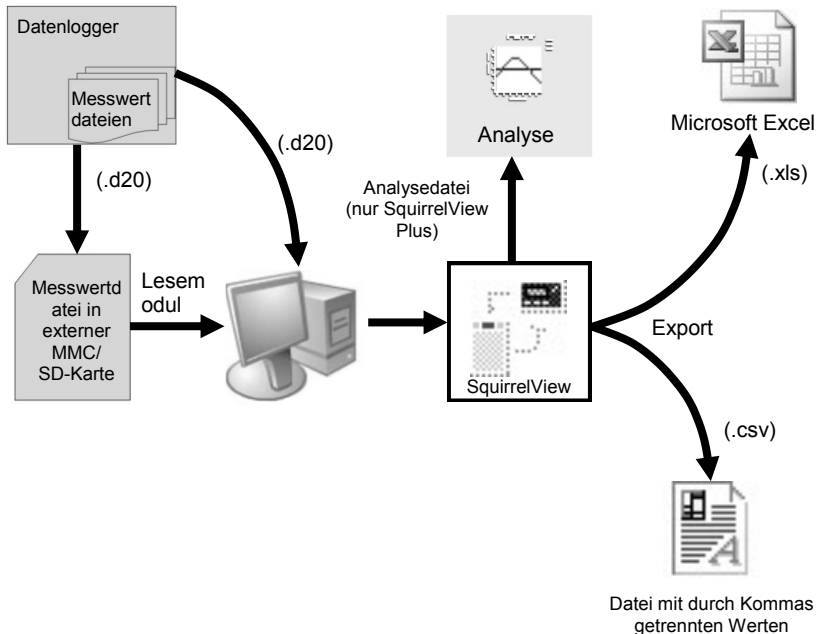 Datenlogger
Messwert
dateien
(.d20)
(.d20)
Messwertd
atei in
externer
MMC/
SD-Karte
Lesem
odul
Analyse
Analysedatei
(nur SquirrelView
Plus)
SquirrelView
Microsoft Excel
(.xls)
Export
(.csv)
Datei mit durch Kommas
getrennten Werten